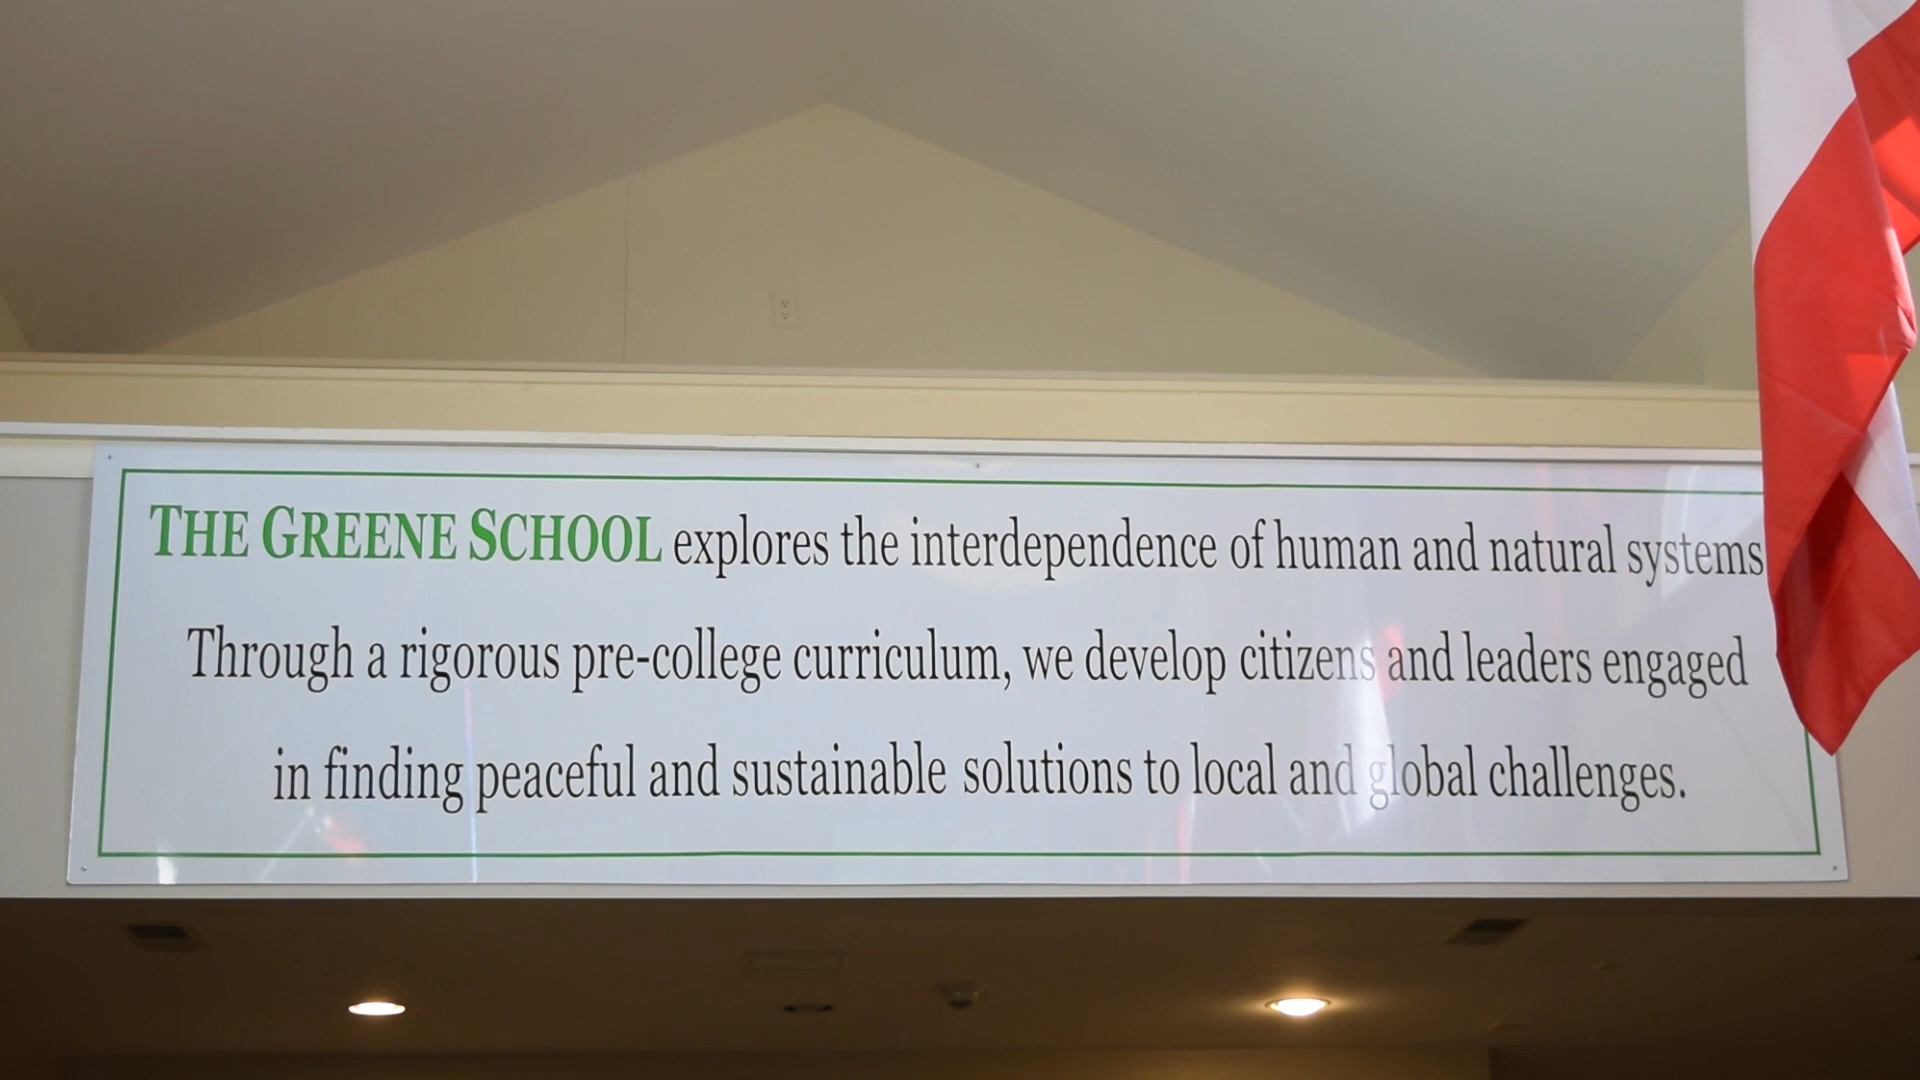 THE GREENE SCHOOL explores the interdependence of human and natural systems
Through a rigorous pre-college curriculum, we develop citizens and leaders engaged
in finding peaceful and sustainable solutions to local and global challenges.